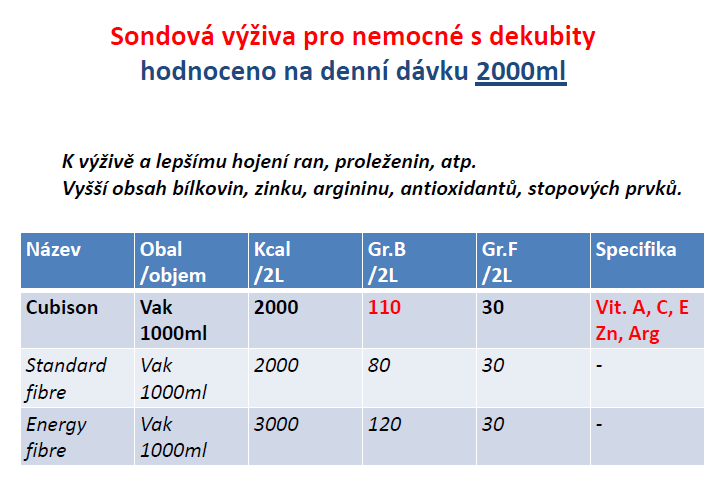 Sondová výživa pro nemocné s dekubity
hodnoceno na denní dávku 2000ml
K výživě a lepšímu hojení ran, proleženin, atp.
Vyšší obsah bílkovin, zinku, argininu, antioxidantů, stopových prvků.
Název Obal /objem Kcal /2L Gr.B /2L Gr.F /2L Specifika
Cubison Vak 1000ml 2000 110 30 Vit. A, C, E Zn, Arg
Standard fibre Vak 1000ml 2000 80 30 -
Energy fibre Vak 1000ml 3000 120 30 -